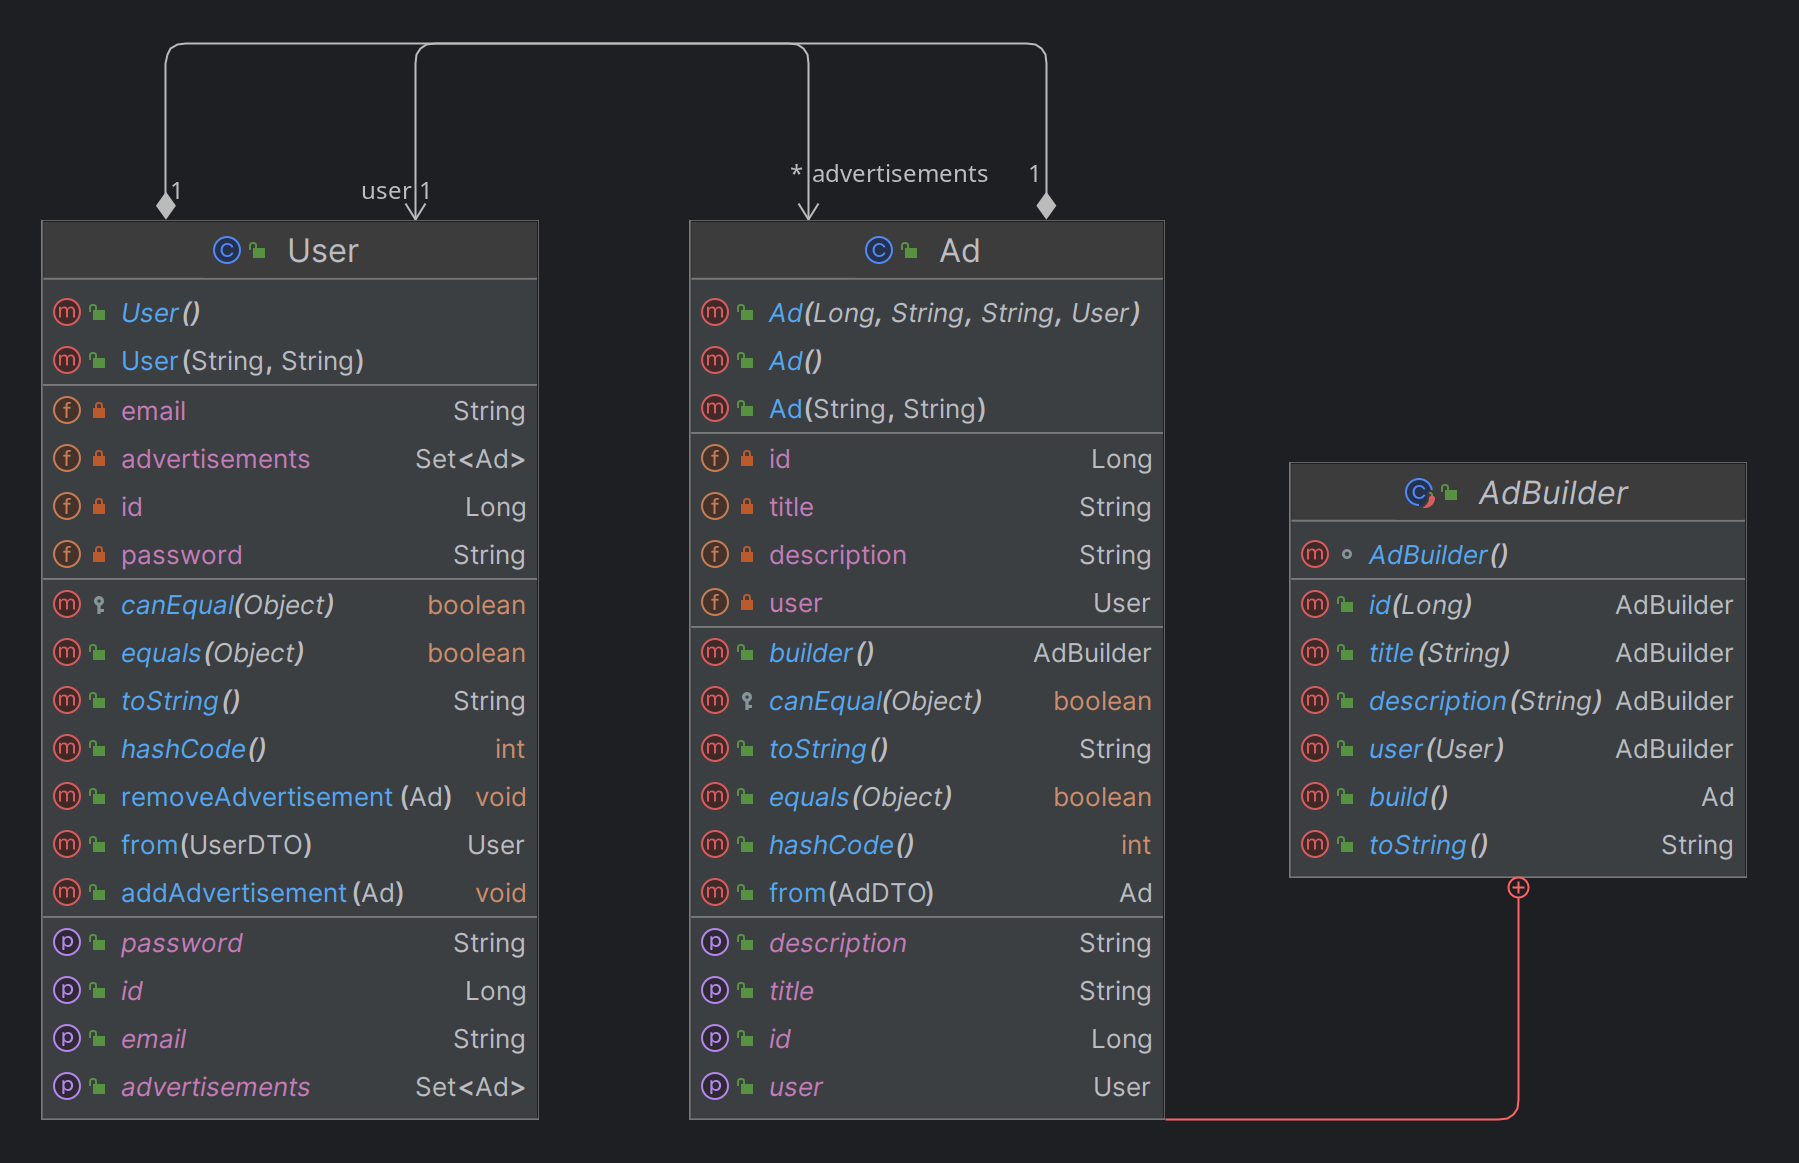 1
user 1
* advertisements
1
User
User()
User(String, String)
email String
advertisements Set<Ad>
id Long
password String
canEqual(Object) boolean
equals(Object) boolean
toString() String
hashCode() int
removeAdvertisement(Ad) void
from(UserDTO) User
addAdvertisement(Ad) void
password String
id Long
email String
advertisements Set<Ad>
Ad
Ad(Long, String, String, User)
Ad()
Ad(String, String)
id Long
title String
description String
user User
builder() AdBuilder
canEqual(Object) boolean
toString() String
equals(Object) boolean
hashCode() int
from(AdDTO) Ad
description String
title String
id Long
user User
AdBuilder
AdBuilder()
id(Long) AdBuilder
title(String) AdBuilder
description(String) AdBuilder
user(User) AdBuilder
build() Ad
toString() String